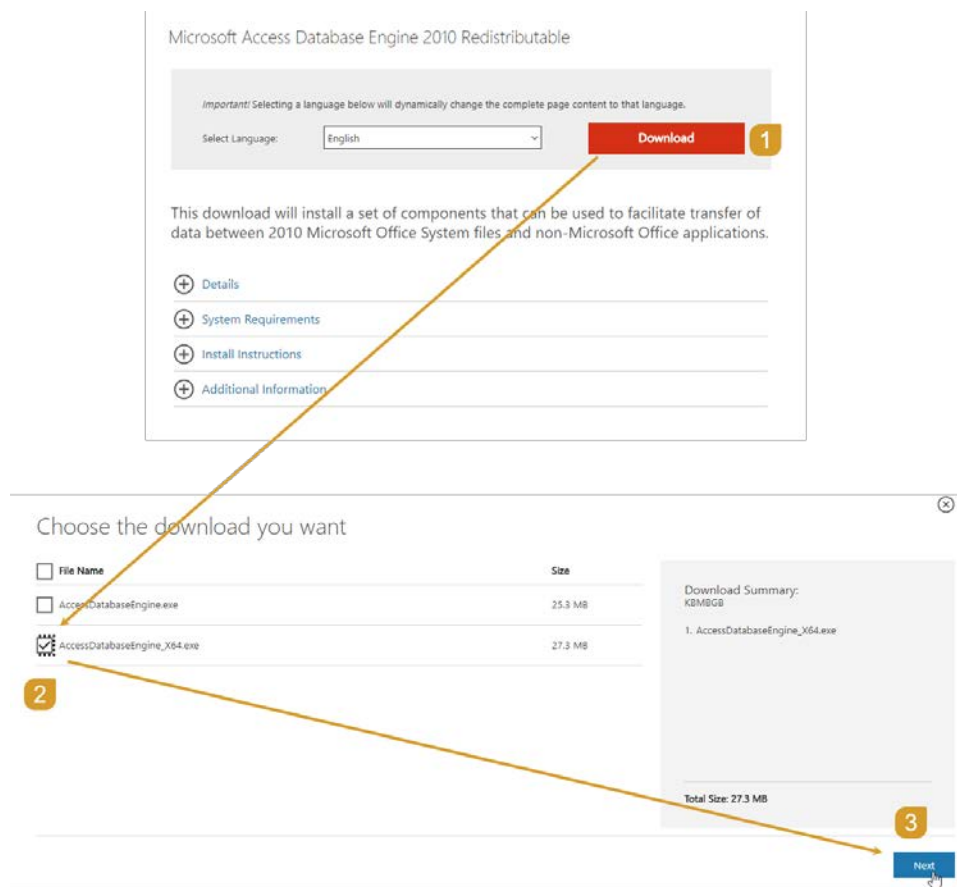 Microsoft Access Database Engine 2010 Redistributable
Important! Selecting a language below will dynamically change the complete page content to that language.
Select Language: English Download 1
This download will install a set of components that can be used to facilitate transfer of
data between 2010 Microsoft Office System files and non-Microsoft Office applications.
Details
System Requirements
Install Instructions
Additional Information
Choose the download you want
File Name Size
AccessDatabaseEngine.exe 25.3 MB
AccessDatabaseEngine_X64.exe 27.3 MB
2
Download Summary:
KBMBGB
1. AccessDatabaseEngine_X64.exe
Total Size: 27.3 MB
3
Next